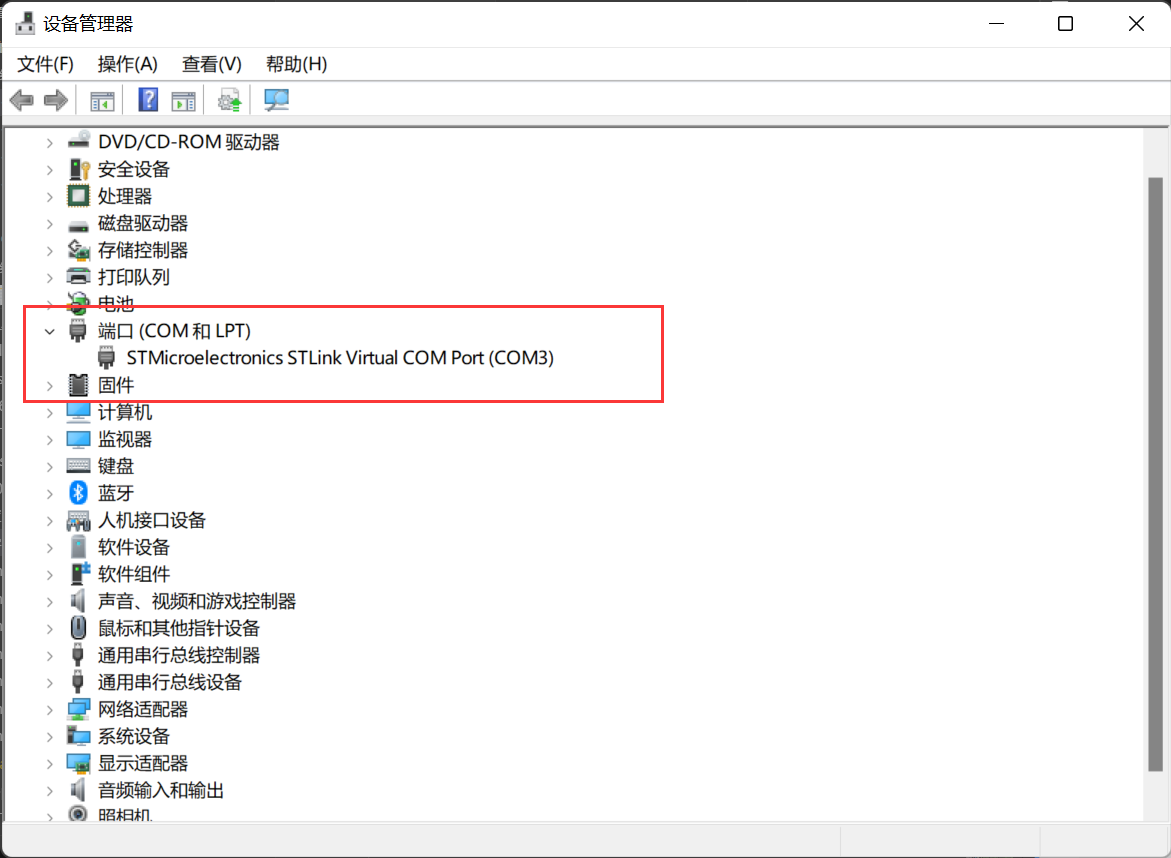 设备管理器
文件(F) 操作(A) 查看(V) 帮助(H)
DVD/CD-ROM 驱动器
安全设备
处理器
磁盘驱动器
存储控制器
打印队列
电池
端口 (COM 和 LPT)
STMicroelectronics STLink Virtual COM Port (COM3)
固件
计算机
监视器
键盘
蓝牙
人机接口设备
软件设备
软件组件
声音、视频和游戏控制器
鼠标和其他指针设备
通用串行总线控制器
通用串行总线设备
网络适配器
系统设备
显示适配器
音频输入和输出
照相机